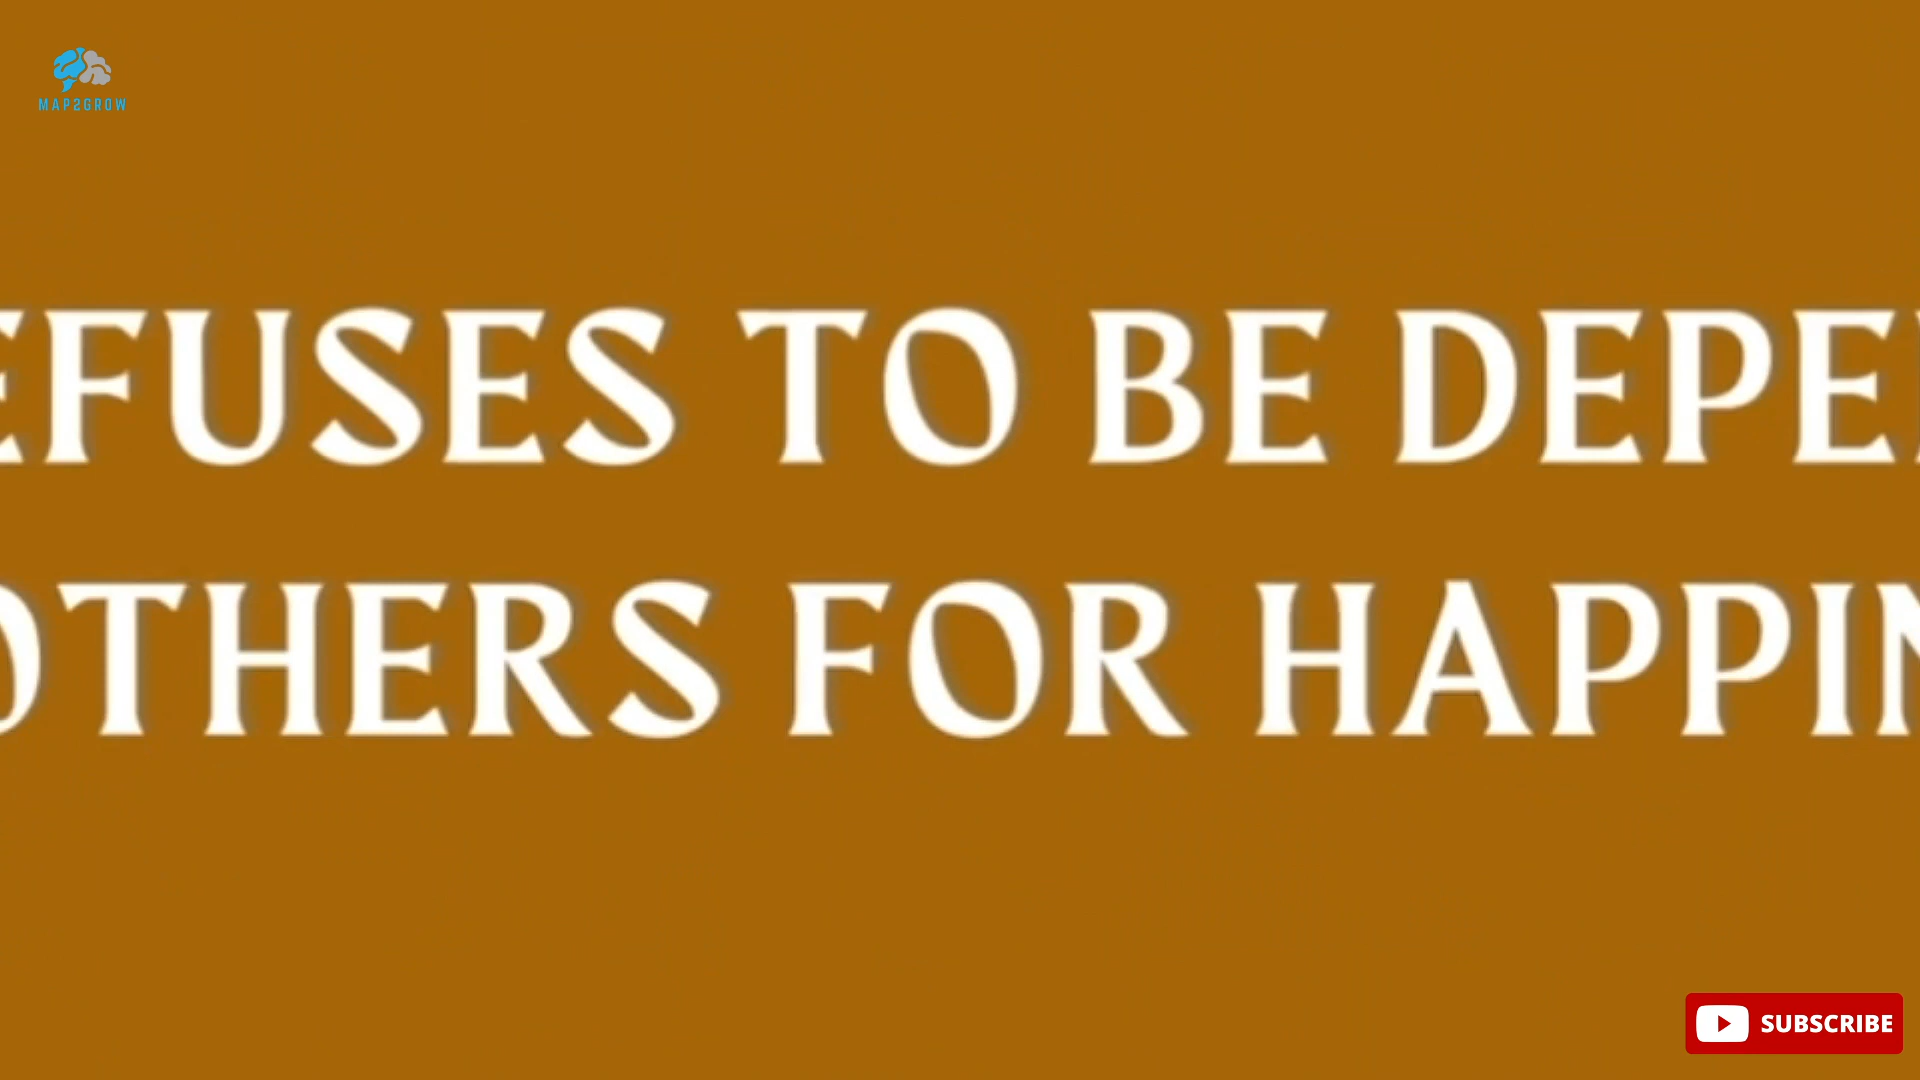 MAP2GROW
EFUSES TO BE DEPE
OTHERS FOR HAPPIN
SUBSCRIBE